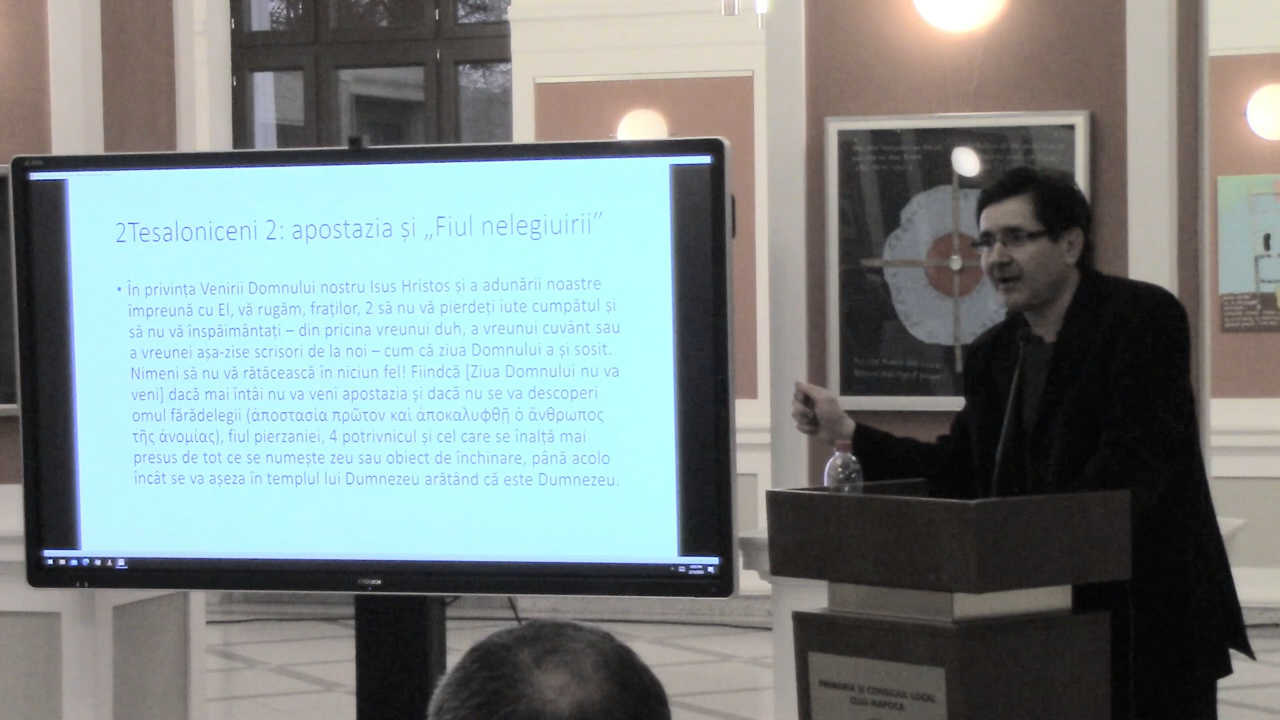 2Tesaloniceni 2: apostazia și „Fiul nelegiuirii”
• În privința Venirii Domnului nostru Isus Hristos și a adunării noastre
împreună cu El, vă rugăm, fraților, 2 să nu vă pierdeți iute cumpătul și
să nu vă înspăimântați – din pricina vreunui duh, a vreunui cuvânt sau
a vreunei așa-zise scrisori de la noi – cum că ziua Domnului a și sosit.
Nimeni să nu vă rătăcească în niciun fel! Fiindcă [Ziua Domnului nu va
veni] dacă mai întâi nu va veni apostazia și dacă nu se va descoperi
omul fărădelegii (ἀποστασία πρῶτον καὶ ἀποκαλυφθῇ ὁ ἄνθρωπος
τῆς ἀνομίας), fiul pierzaniei, 4 potrivnicul și cel care se înalță mai
presus de tot ce se numește zeu sau obiect de închinare, până acolo
încât se va așeza în templul lui Dumnezeu arătând că este Dumnezeu.
PRIMĂRIA ȘI CONSILIUL LOCAL
CLUJ-NAPOCA